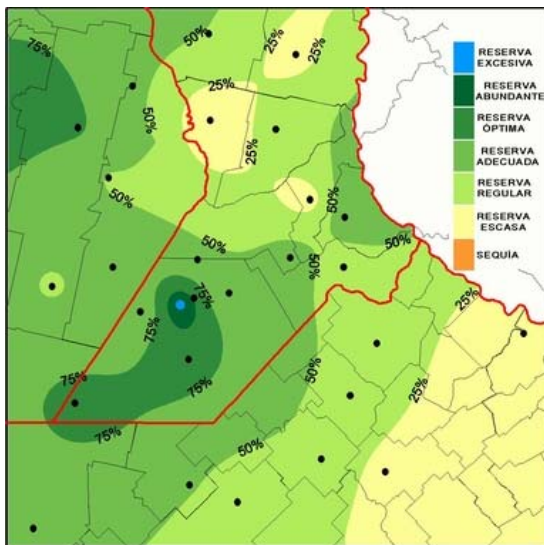 75%
50%
25%
25%
RESERVA
EXCESIVA
RESERVA
ABUNDANTE
RESERVA
ÓPTIMA
RESERVA
ADECUADA
RESERVA
REGULAR
RESERVA
ESCASA
SEQUÍA
50%
25%
25%
50%
50%
50%
50%
50%
75%
75%
25%
75%
75%
50%
25%
75%
50%